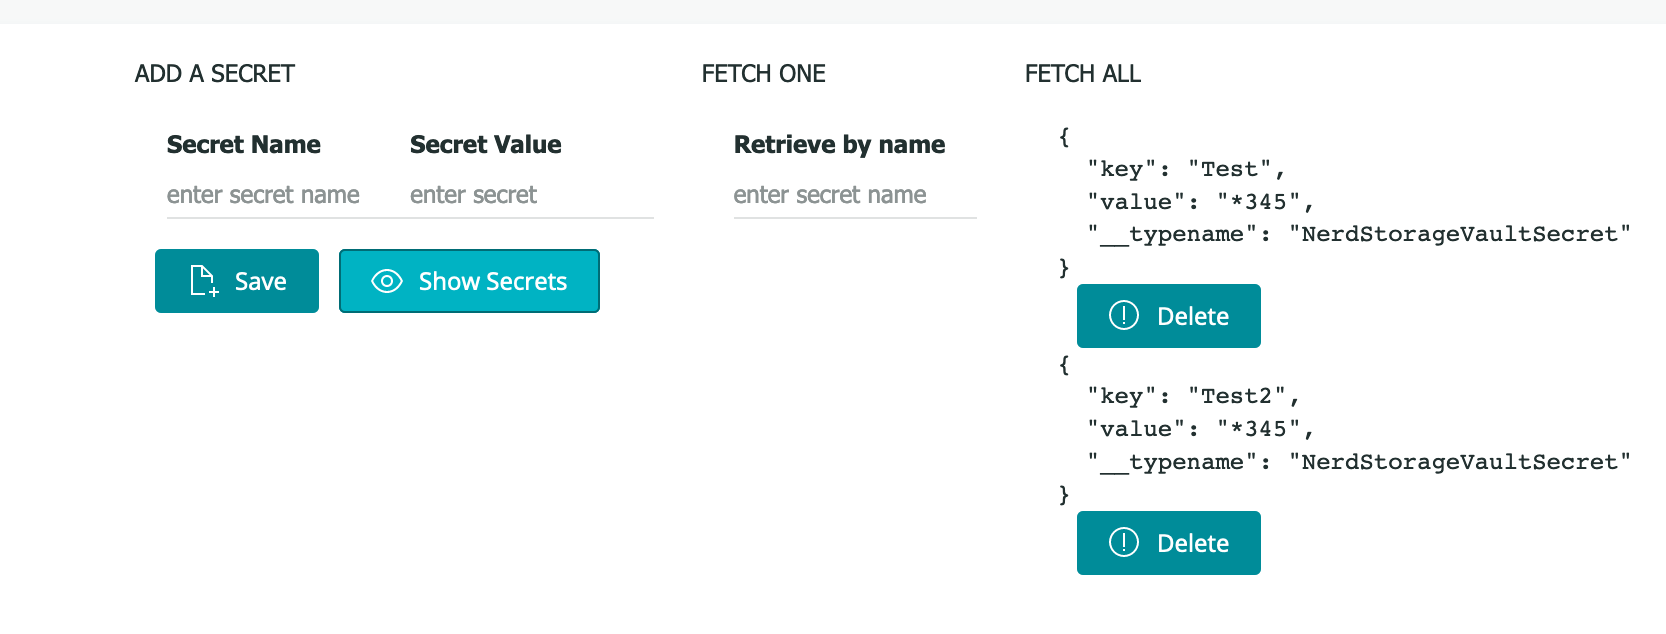 ADD A SECRET
Secret Name Secret Value
enter secret name enter secret
Save Show Secrets
FETCH ONE
Retrieve by name
enter secret name
FETCH ALL
{
"key": "Test",
"value": "*345",
"__typename": "NerdStorageVaultSecret"
}
Delete
{
"key": "Test2",
"value": "*345",
"__typename": "NerdStorageVaultSecret"
}
Delete